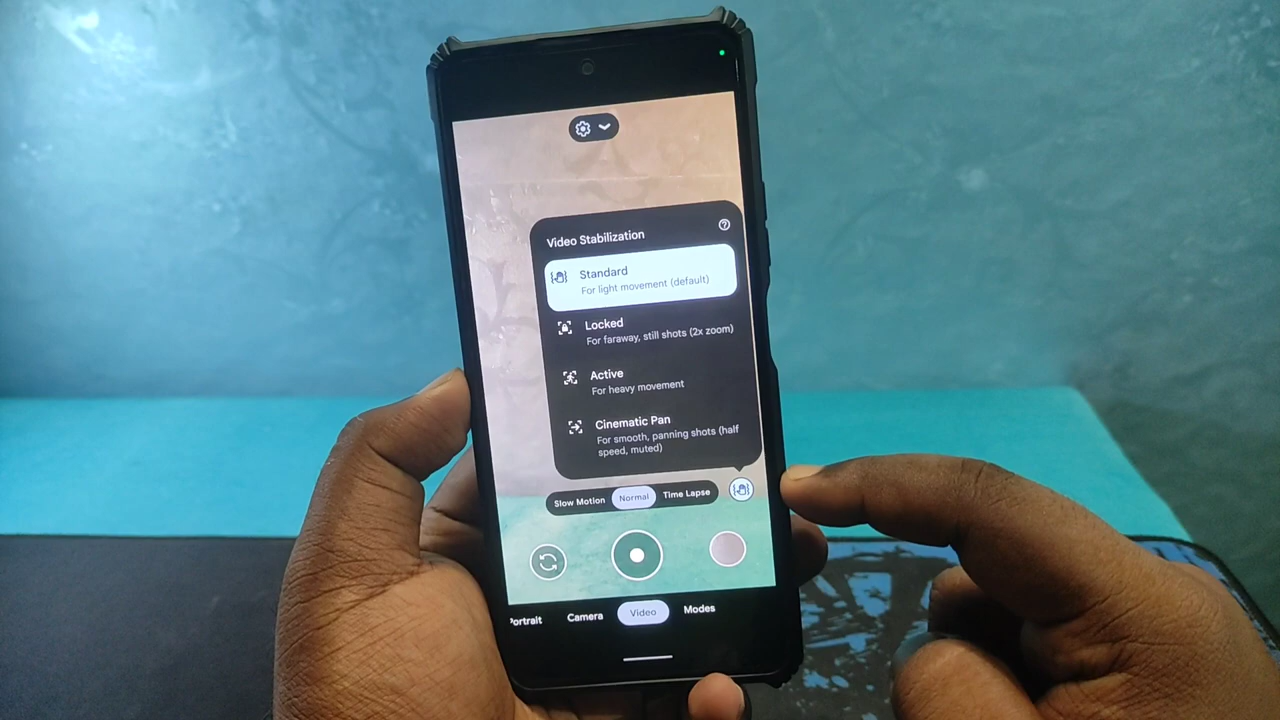 Video Stabilization
Standard
For light movement (default)
Locked
For faraway, still shots (2x zoom)
Active
For heavy movement
Cinematic Pan
For smooth, panning shots (half
speed, muted)
Slow Motion Normal Time Lapse
Portrait Camera Video Modes